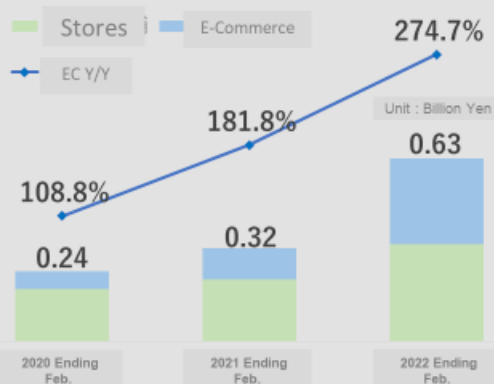 Stores
E-Commerce
274.7%
EC Y/Y
Unit : Billion Yen
181.8%
0.63
108.8%
0.32
0.24
2020 Ending
Feb.
2021 Ending
Feb.
2022 Ending
Feb.